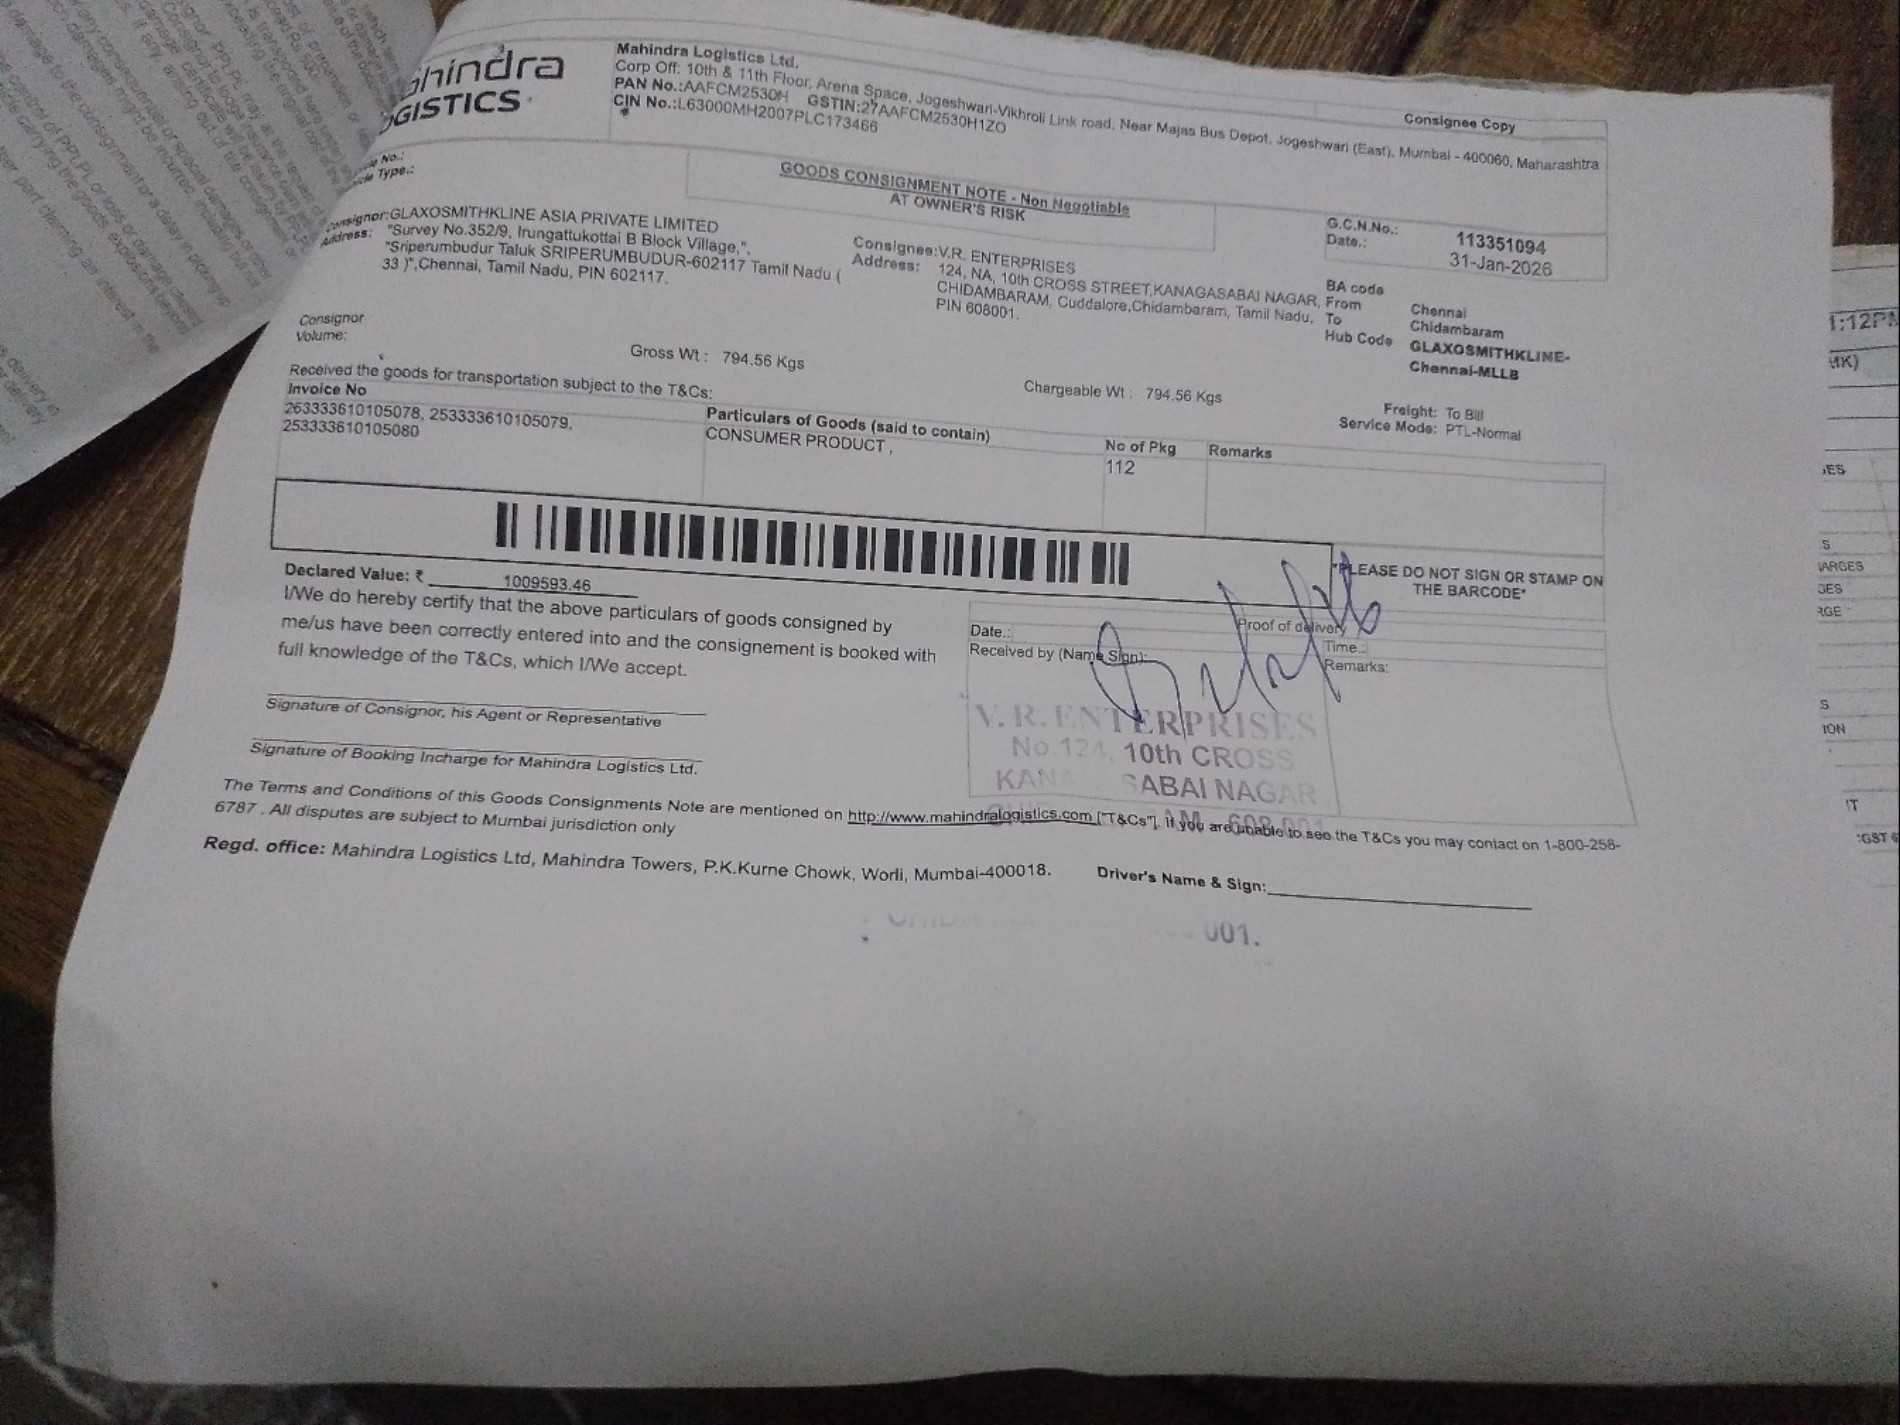 Mahindra Logistics Ltd.
Consignee Copy
Corp Off: 10th & 11th Floor, Arena Space, Jogeshwari-Vikhroli Link road, Near Majas Bus Depot, Jogeshwari (East), Mumbai - 400060, Maharashtra
PAN No.:AAFCM2530H GSTIN:27AAFCM2530H1ZO
CIN No.:L63000MH2007PLC173466
LOGISTICS
No.:
Type.:
GOODS CONSIGNMENT NOTE - Non Negotiable
AT OWNER'S RISK
G.C.N.No.: 113351094
Date.: 31-Jan-2026
Consignor:GLAXOSMITHKLINE ASIA PRIVATE LIMITED
Address: "Survey No.352/9, Irungattukottai B Block Village,",
"Sriperumbudur Taluk SRIPERUMBUDUR-602117 Tamil Nadu (
33 )",Chennai, Tamil Nadu, PIN 602117.
Consignee:V.R. ENTERPRISES
Address: 124, NA, 10th CROSS STREET,KANAGASABAI NAGAR,
CHIDAMBARAM, Cuddalore,Chidambaram, Tamil Nadu,
PIN 608001.
BA code
From Chennai
To Chidambaram
Hub Code GLAXOSMITHKLINE-
Chennai-MLLB
Consignor
Volume:
Gross Wt : 794.56 Kgs
Chargeable Wt : 794.56 Kgs
Freight: To Bill
Service Mode: PTL-Normal
Received the goods for transportation subject to the T&Cs:
Invoice No
Particulars of Goods (said to contain)
No of Pkg
Remarks
253333610105078, 253333610105079,
253333610105080
CONSUMER PRODUCT ,
112
*PLEASE DO NOT SIGN OR STAMP ON
THE BARCODE*
Declared Value: ₹ 1009593.46
I/We do hereby certify that the above particulars of goods consigned by
me/us have been correctly entered into and the consignement is booked with
full knowledge of the T&Cs, which I/We accept.
Proof of delivery
Date.:
Time.:
Received by (Name Sign):
Remarks:
V.R.ENTERPRISES
No.124, 10th CROSS
SABAI NAGAR
Signature of Consignor, his Agent or Representative
Signature of Booking Incharge for Mahindra Logistics Ltd.
The Terms and Conditions of this Goods Consignments Note are mentioned on http://www.mahindralogistics.com ["T&Cs"]. If you are unable to see the T&Cs you may contact on 1-800-258-
6787 . All disputes are subject to Mumbai jurisdiction only
Regd. office: Mahindra Logistics Ltd, Mahindra Towers, P.K.Kurne Chowk, Worli, Mumbai-400018.
Driver's Name & Sign:
001.